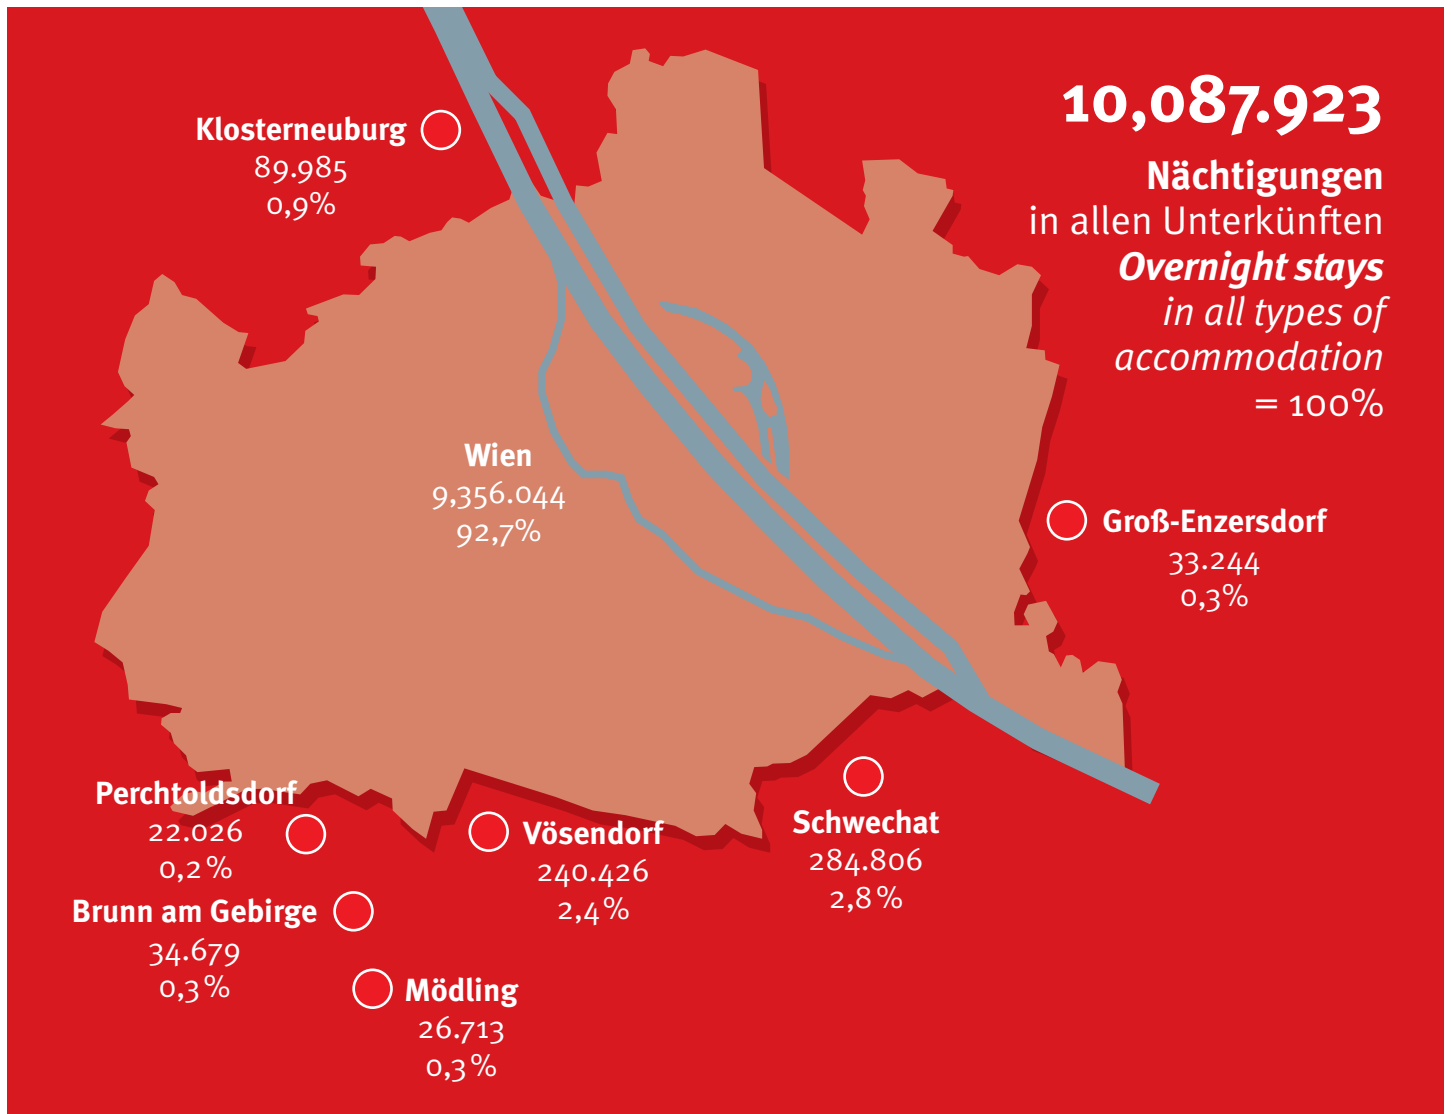 10,087.923
Nächtigungen
in allen Unterkünften
Overnight stays
in all types of
accommodation
= 100%
Klosterneuburg
89.985
0,9%
Wien
9,356.044
92,7%
Groß-Enzersdorf
33.244
0,3%
Perchtoldsdorf
22.026
0,2%
Vösendorf
240.426
2,4%
Schwechat
284.806
2,8%
Brunn am Gebirge
34.679
0,3%
Mödling
26.713
0,3%